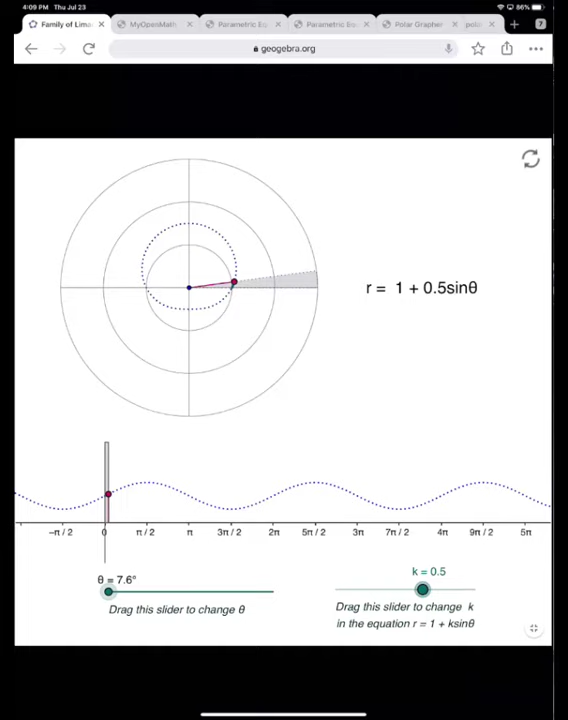 4:09 PM Thu Jul 23
86%
Family of Lima
MyOpenMath
Parametric Eq
Parametric Eq
Polar Grapher
pola
7
geogebra.org
r = 1 + 0.5sinθ
−π / 2 0 π / 2 π 3π / 2 2π 5π / 2 3π 7π / 2 4π 9π / 2 5π
θ = 7.6°
Drag this slider to change θ
k = 0.5
Drag this slider to change k
in the equation r = 1 + ksinθ